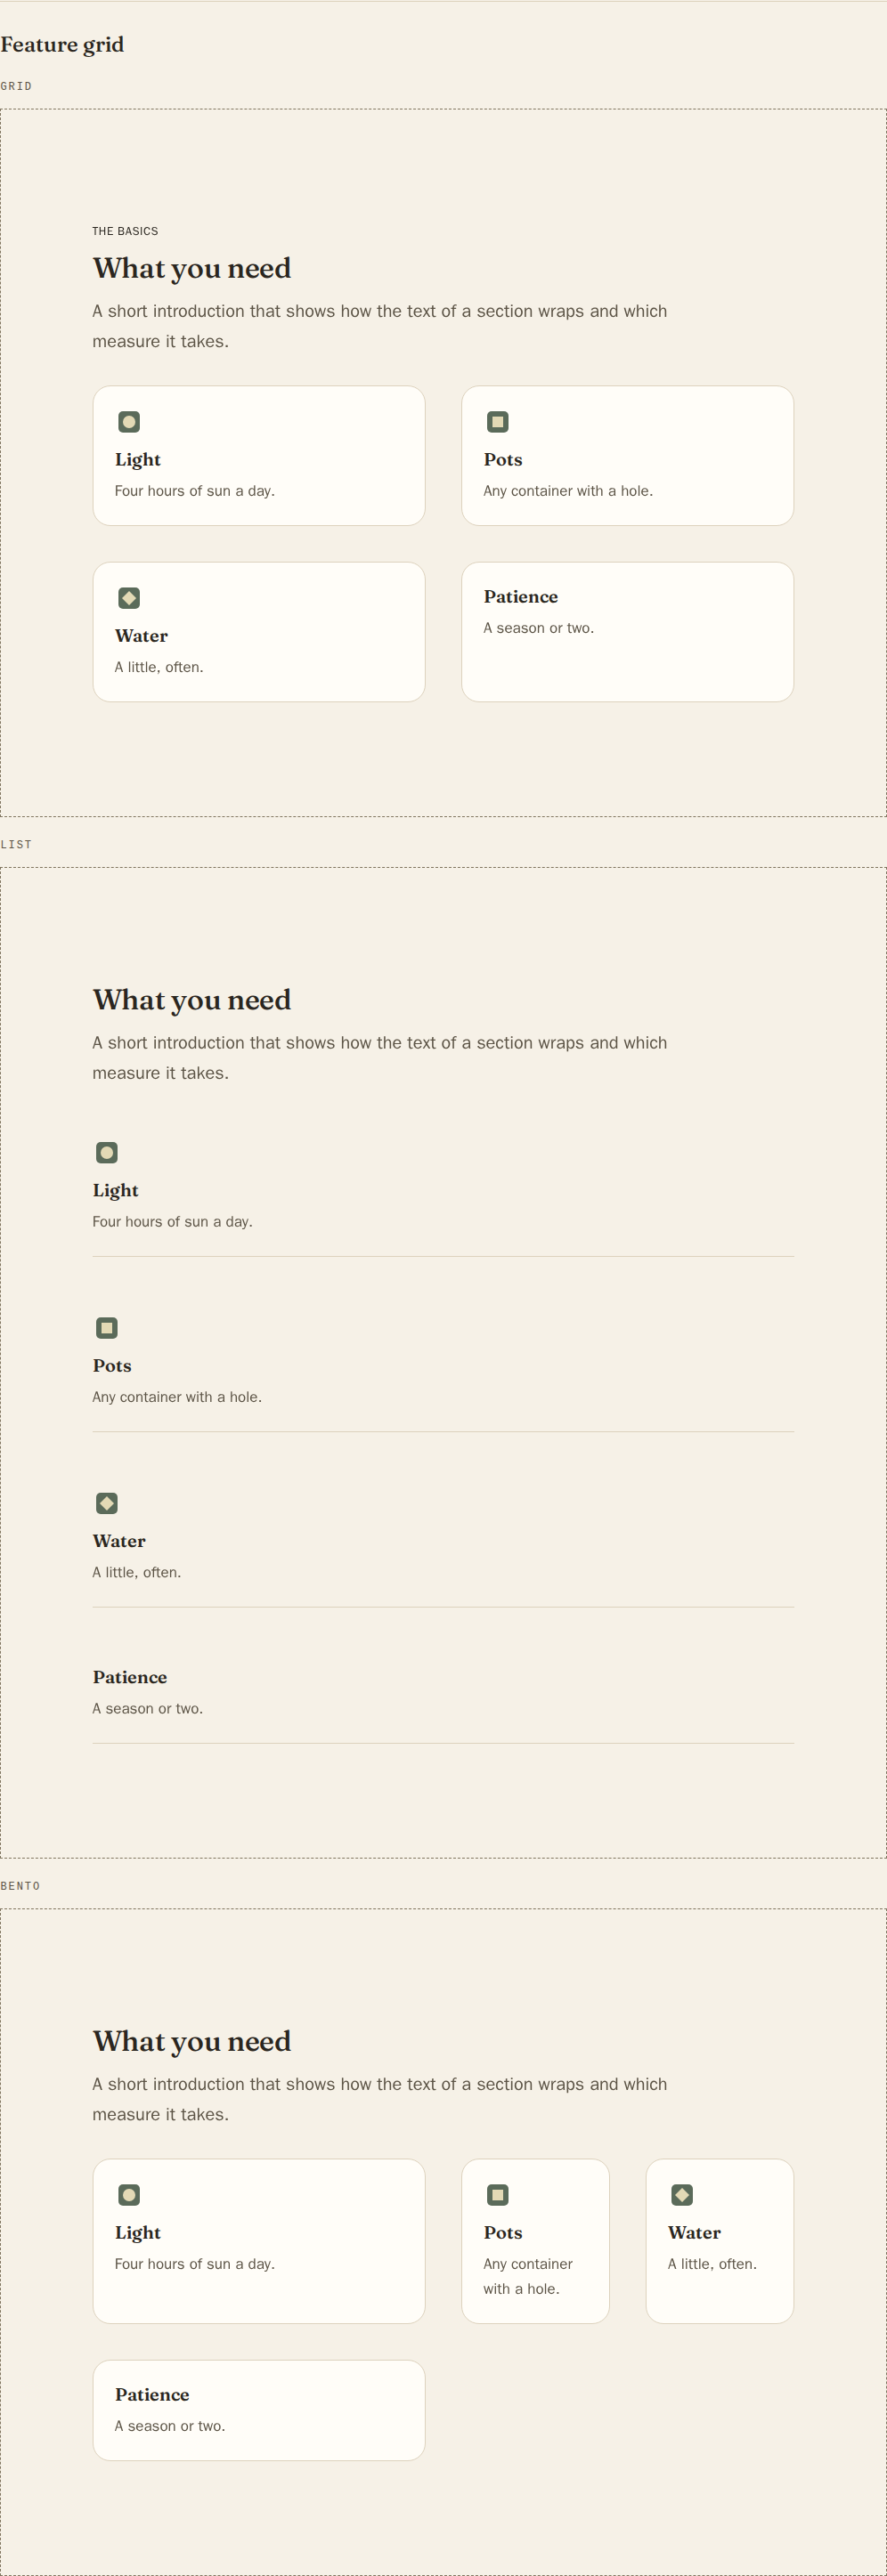 Feature grid
GRID
THE BASICS
What you need
A short introduction that shows how the text of a section wraps and which
measure it takes.
Light
Four hours of sun a day.
Pots
Any container with a hole.
Water
A little, often.
Patience
A season or two.
LIST
What you need
A short introduction that shows how the text of a section wraps and which
measure it takes.
Light
Four hours of sun a day.
Pots
Any container with a hole.
Water
A little, often.
Patience
A season or two.
BENTO
What you need
A short introduction that shows how the text of a section wraps and which
measure it takes.
Light
Four hours of sun a day.
Pots
Any container
with a hole.
Water
A little, often.
Patience
A season or two.